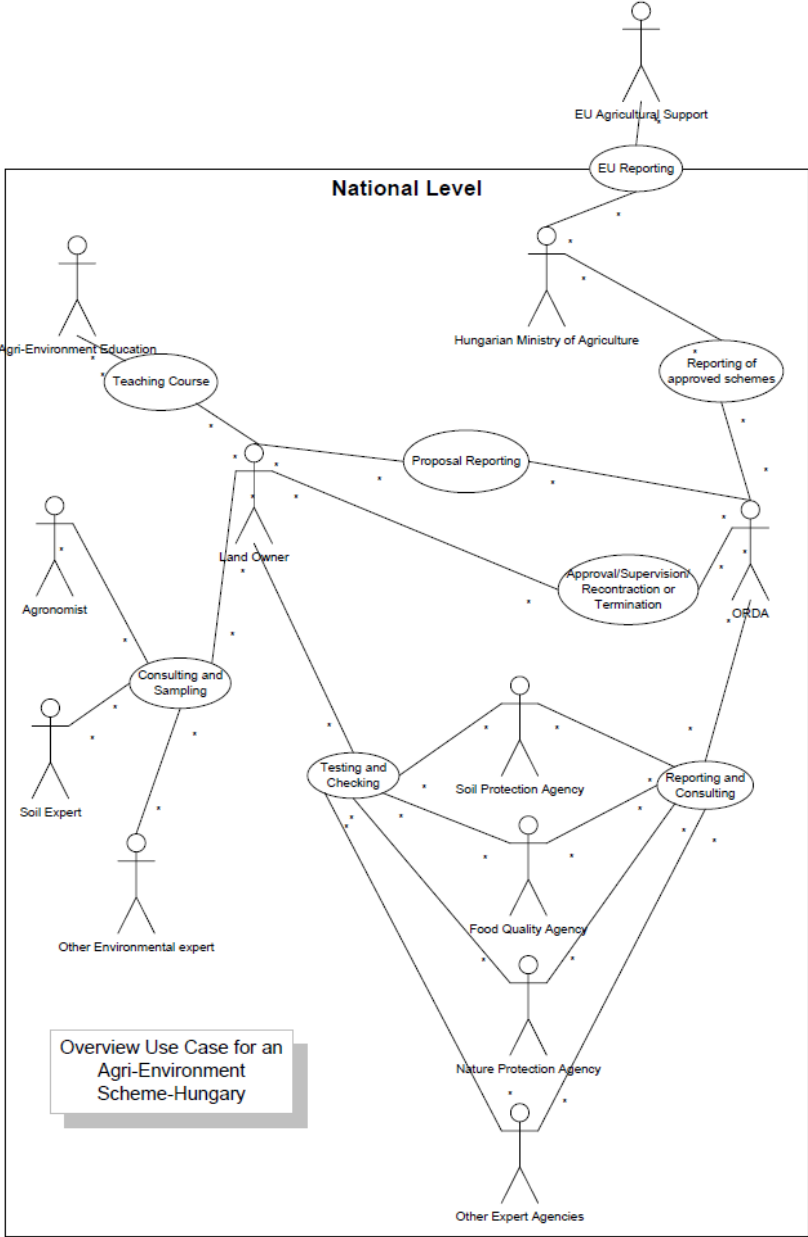 EU Agricultural Support
EU Reporting
National Level
Hungarian Ministry of Agriculture
Agri-Environment Education
Reporting of
approved schemes
Teaching Course
Proposal Reporting
Land Owner
Agronomist
Approval/Supervision/
Recontraction or
Termination
ORDA
Consulting and
Sampling
Soil Expert
Testing and
Checking
Soil Protection Agency
Reporting and
Consulting
Other Environmental expert
Food Quality Agency
Nature Protection Agency
Overview Use Case for an
Agri-Environment
Scheme-Hungary
Other Expert Agencies